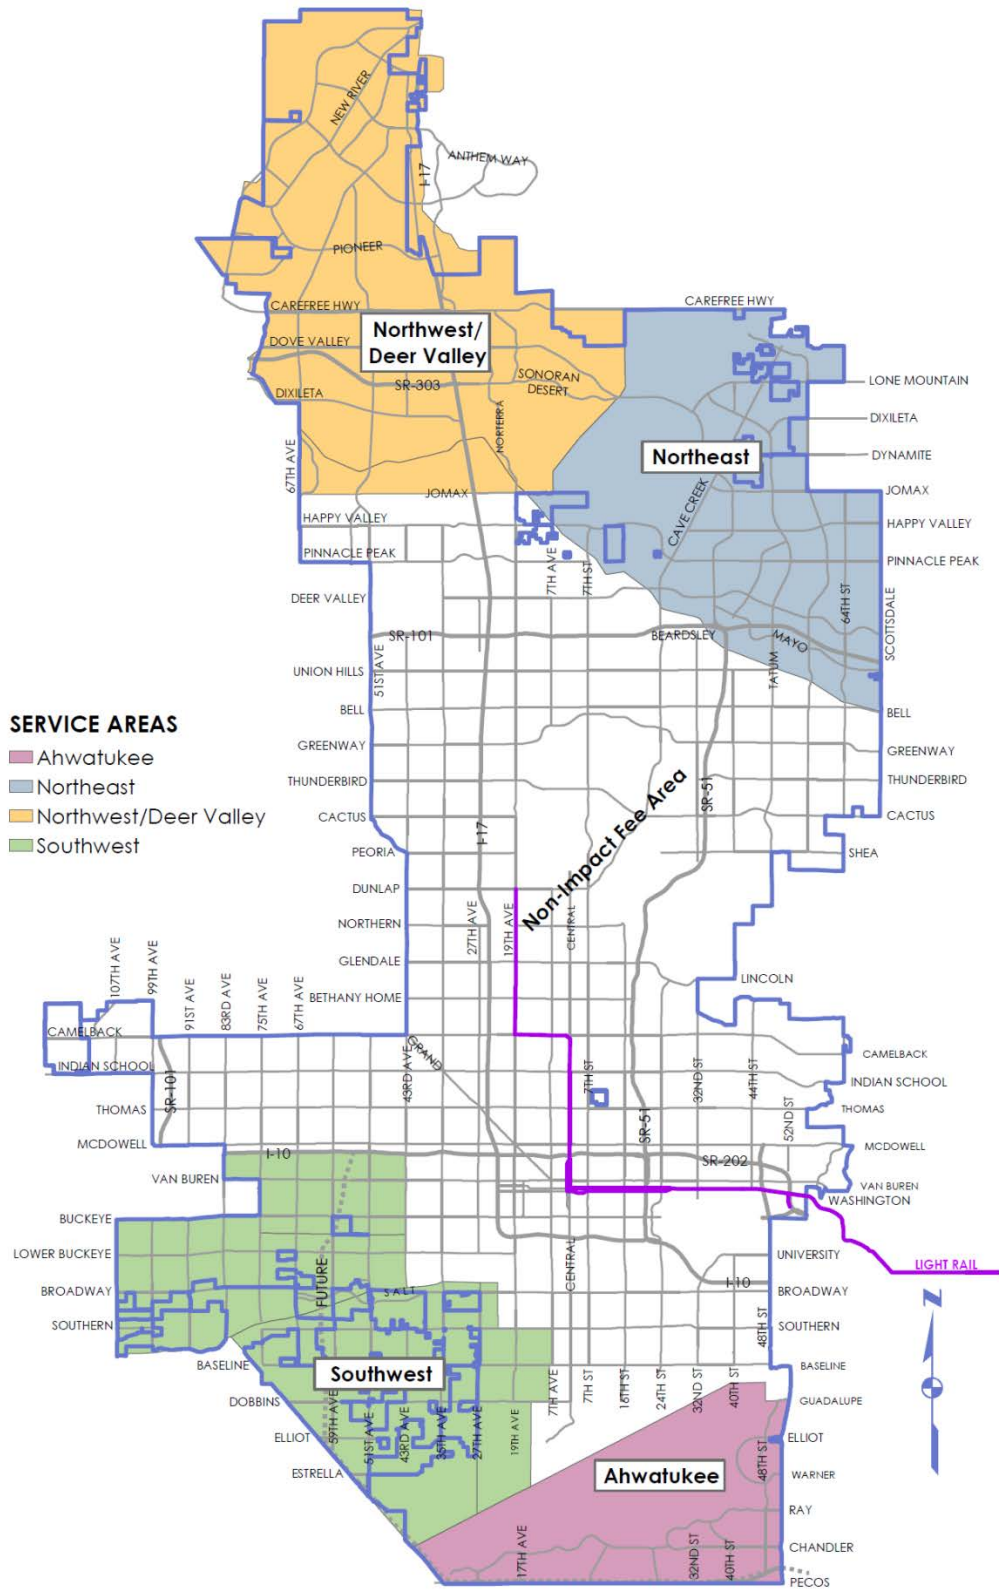 NEW RIVER
ANTHEM WAY
I-17
PIONEER
CAREFREE HWY
CAREFREE HWY
Northwest/
Deer Valley
DOVE VALLEY
SR-303
SONORAN
DESERT
LONE MOUNTAIN
DIXILETA
NORTERRA
DIXILETA
67TH AVE
Northeast
DYNAMITE
JOMAX
JOMAX
CAVE CREEK
HAPPY VALLEY
HAPPY VALLEY
PINNACLE PEAK
7TH AVE
7TH ST
PINNACLE PEAK
DEER VALLEY
64TH ST
SCOTTSDALE
SR-101
BEARDSLEY
MAYO
UNION HILLS
51ST AVE
TATUM
BELL
BELL
SERVICE AREAS
Ahwatukee
Northeast
Northwest/Deer Valley
Southwest
GREENWAY
GREENWAY
THUNDERBIRD
THUNDERBIRD
SR-51
Non-Impact Fee Area
CACTUS
I-17
CACTUS
PEORIA
SHEA
DUNLAP
NORTHERN
27TH AVE
19TH AVE
CENTRAL
GLENDALE
LINCOLN
BETHANY HOME
107TH AVE
99TH AVE
91ST AVE
83RD AVE
75TH AVE
67TH AVE
CAMELBACK
GRAND
CAMELBACK
INDIAN SCHOOL
43RD AVE
7TH ST
32ND ST
44TH ST
INDIAN SCHOOL
SR-101
THOMAS
SR-51
52ND ST
THOMAS
MCDOWELL
I-10
SR-202
MCDOWELL
VAN BUREN
VAN BUREN
WASHINGTON
BUCKEYE
LOWER BUCKEYE
CENTRAL
UNIVERSITY
LIGHT RAIL
BROADWAY
FUTURE
SALT
I-10
BROADWAY
SOUTHERN
48TH ST
SOUTHERN
BASELINE
Southwest
BASELINE
DOBBINS
59TH AVE
51ST AVE
43RD AVE
35TH AVE
27TH AVE
19TH AVE
7TH AVE
7TH ST
16TH ST
24TH ST
32ND ST
40TH ST
GUADALUPE
ELLIOT
48TH ST
ELLIOT
ESTRELLA
Ahwatukee
WARNER
RAY
17TH AVE
32ND ST
40TH ST
CHANDLER
PECOS
N